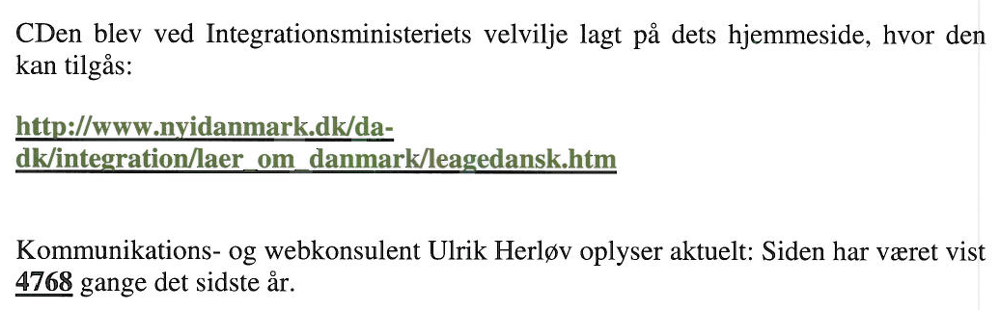 CDen blev ved Integrationsministeriets velvilje lagt på dets hjemmeside, hvor den
kan tilgås:
http://www.nyidanmark.dk/da-
dk/integration/laer_om_danmark/leagedansk.htm
Kommunikations- og webkonsulent Ulrik Herløv oplyser aktuelt: Siden har været vist
4768 gange det sidste år.